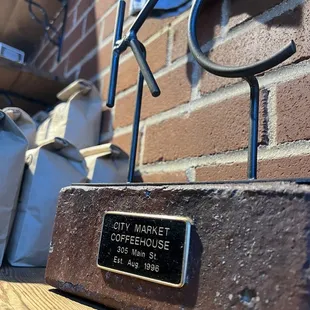 CITY MARKET
COFFEEHOUSE
305 Main St
Est. Aug 1996